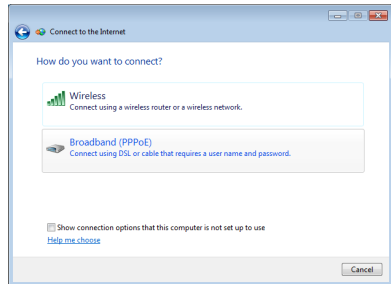 Connect to the Internet
How do you want to connect?
Wireless
Connect using a wireless router or a wireless network.
Broadband (PPPoE)
Connect using DSL or cable that requires a user name and password.
Show connection options that this computer is not set up to use
Help me choose
Cancel